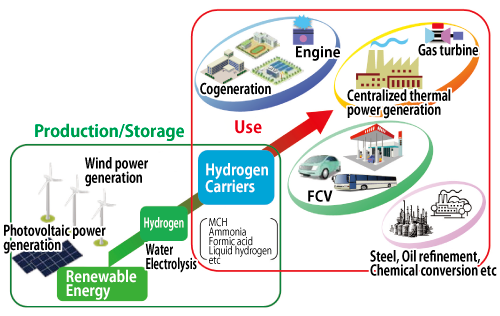 Engine
Gas turbine
Cogeneration
Centralized thermal
power generation
Production/Storage
Use
Wind power
generation
Hydrogen
Carriers
FCV
Photovoltaic power
generation
Hydrogen
Water
Electrolysis
MCH
Ammonia
Formic acid
Liquid hydrogen
etc
Renewable
Energy
Steel, Oil refinement,
Chemical conversion etc